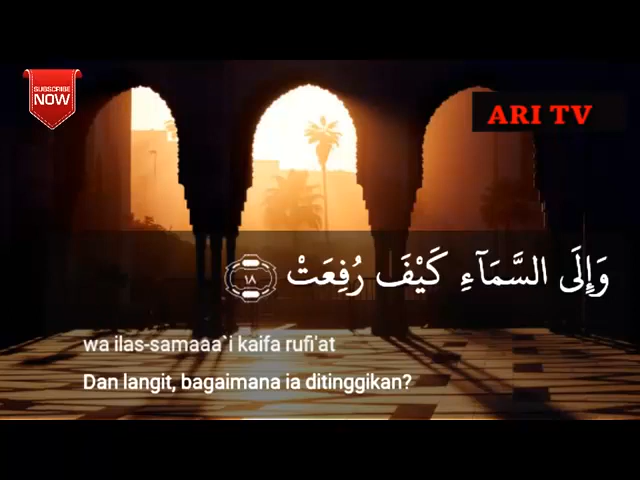 SUBSCRIBE
NOW
ARI TV
وَإِلَى السَّمَآءِ كَيْفَ رُفِعَتْ ۝١٨
wa ilas-samaaa`i kaifa rufi'at
Dan langit, bagaimana ia ditinggikan?